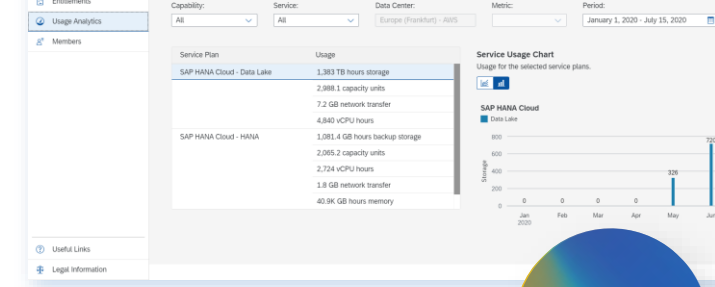 Entitlements
Capability:
Service:
Data Center:
Metric:
Period:
Usage Analytics
All
All
Europe (Frankfurt) - AWS
January 1, 2020 - July 15, 2020
Members
Service Plan
Usage
SAP HANA Cloud - Data Lake
1,383 TB hours storage
2,988.1 capacity units
7.2 GB network transfer
4,840 vCPU hours
SAP HANA Cloud - HANA
1,081.4 GB hours backup storage
2,065.2 capacity units
2,724 vCPU hours
1.8 GB network transfer
40.9K GB hours memory
Service Usage Chart
Usage for the selected service plans.
SAP HANA Cloud
Data Lake
Storage
800
600
400
200
0
0
0
0
0
326
720
Jan
2020
Feb
Mar
Apr
May
Jun
Useful Links
Legal Information